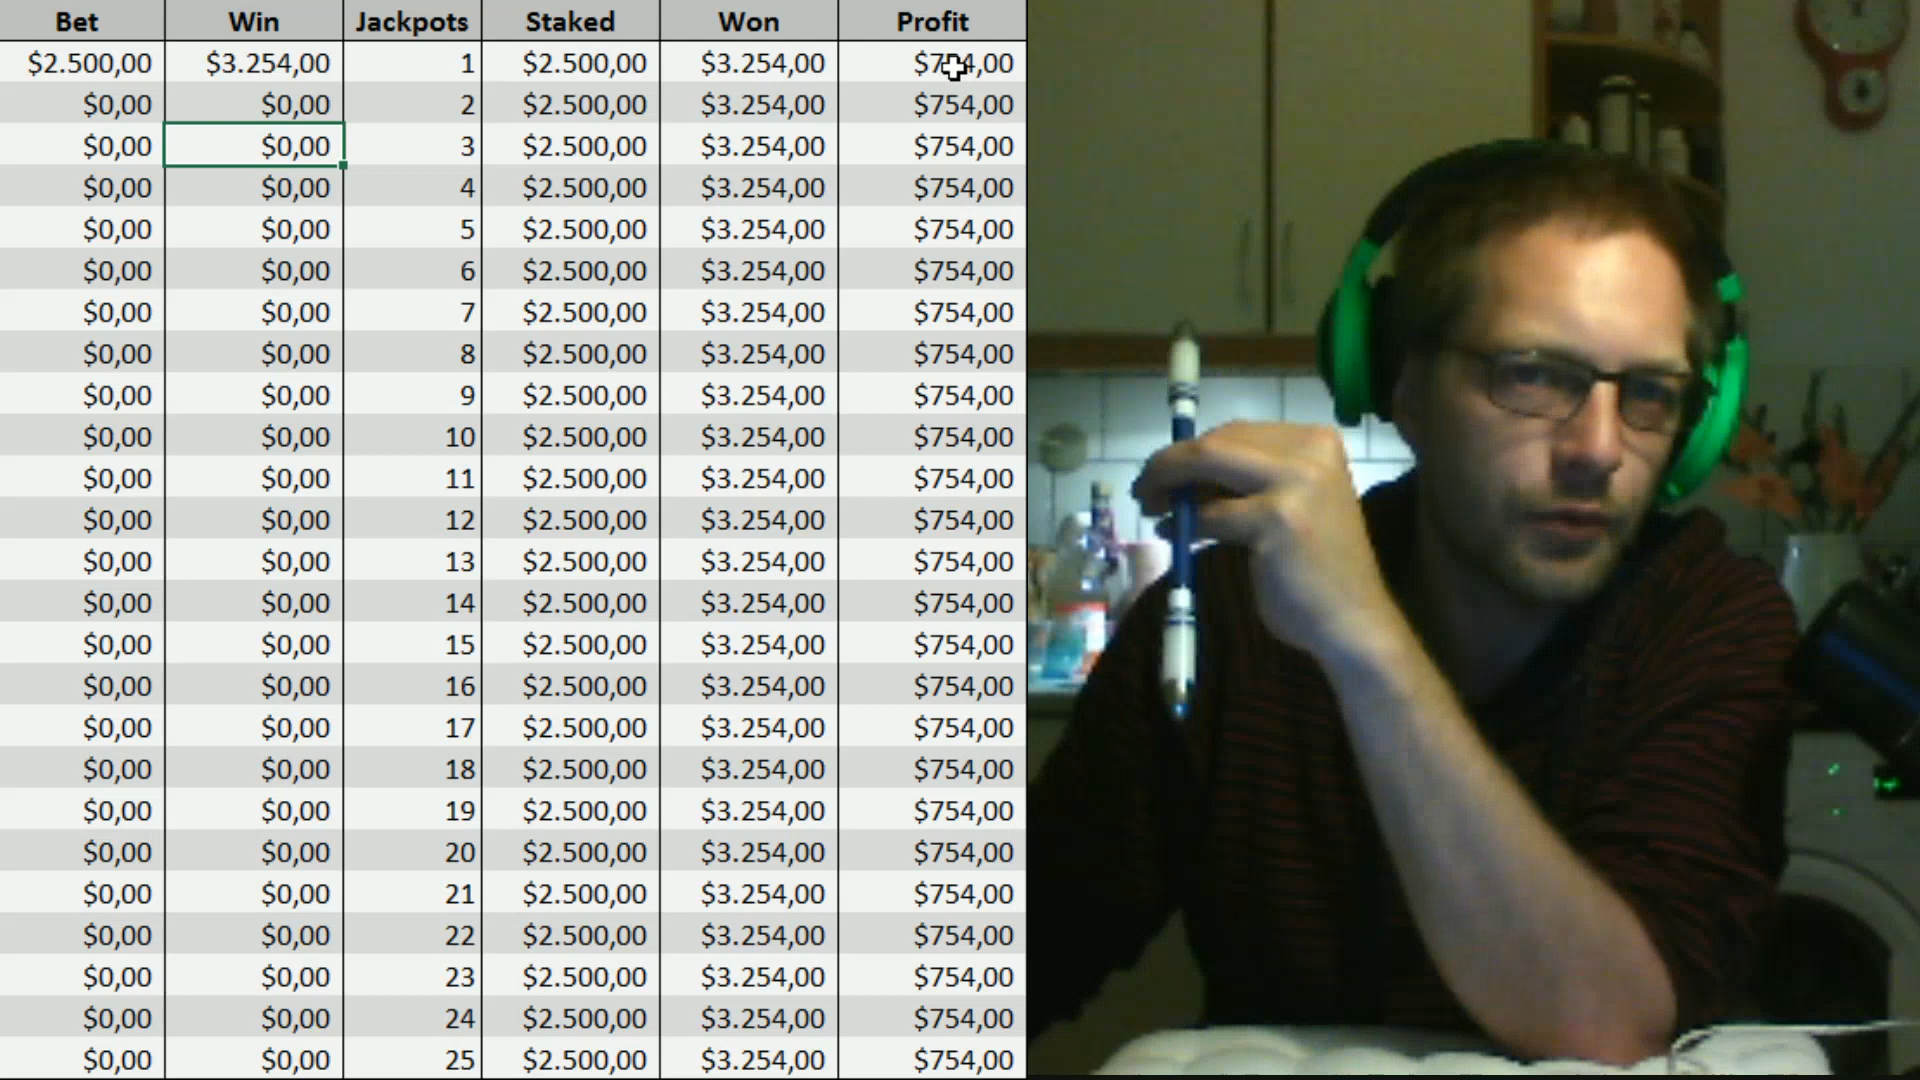 Bet Win Jackpots Staked Won Profit
$2.500,00 $3.254,00 1 $2.500,00 $3.254,00 $754,00
$0,00 $0,00 2 $2.500,00 $3.254,00 $754,00
$0,00 $0,00 3 $2.500,00 $3.254,00 $754,00
$0,00 $0,00 4 $2.500,00 $3.254,00 $754,00
$0,00 $0,00 5 $2.500,00 $3.254,00 $754,00
$0,00 $0,00 6 $2.500,00 $3.254,00 $754,00
$0,00 $0,00 7 $2.500,00 $3.254,00 $754,00
$0,00 $0,00 8 $2.500,00 $3.254,00 $754,00
$0,00 $0,00 9 $2.500,00 $3.254,00 $754,00
$0,00 $0,00 10 $2.500,00 $3.254,00 $754,00
$0,00 $0,00 11 $2.500,00 $3.254,00 $754,00
$0,00 $0,00 12 $2.500,00 $3.254,00 $754,00
$0,00 $0,00 13 $2.500,00 $3.254,00 $754,00
$0,00 $0,00 14 $2.500,00 $3.254,00 $754,00
$0,00 $0,00 15 $2.500,00 $3.254,00 $754,00
$0,00 $0,00 16 $2.500,00 $3.254,00 $754,00
$0,00 $0,00 17 $2.500,00 $3.254,00 $754,00
$0,00 $0,00 18 $2.500,00 $3.254,00 $754,00
$0,00 $0,00 19 $2.500,00 $3.254,00 $754,00
$0,00 $0,00 20 $2.500,00 $3.254,00 $754,00
$0,00 $0,00 21 $2.500,00 $3.254,00 $754,00
$0,00 $0,00 22 $2.500,00 $3.254,00 $754,00
$0,00 $0,00 23 $2.500,00 $3.254,00 $754,00
$0,00 $0,00 24 $2.500,00 $3.254,00 $754,00
$0,00 $0,00 25 $2.500,00 $3.254,00 $754,00